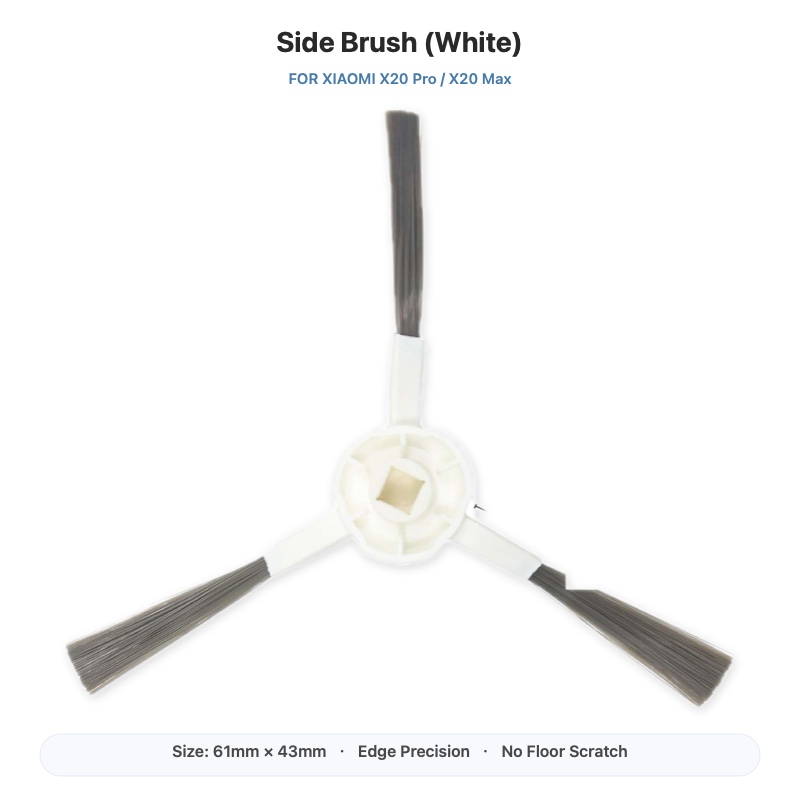 Side Brush (White)
FOR XIAOMI X20 Pro / X20 Max
Size: 61mm × 43mm · Edge Precision · No Floor Scratch